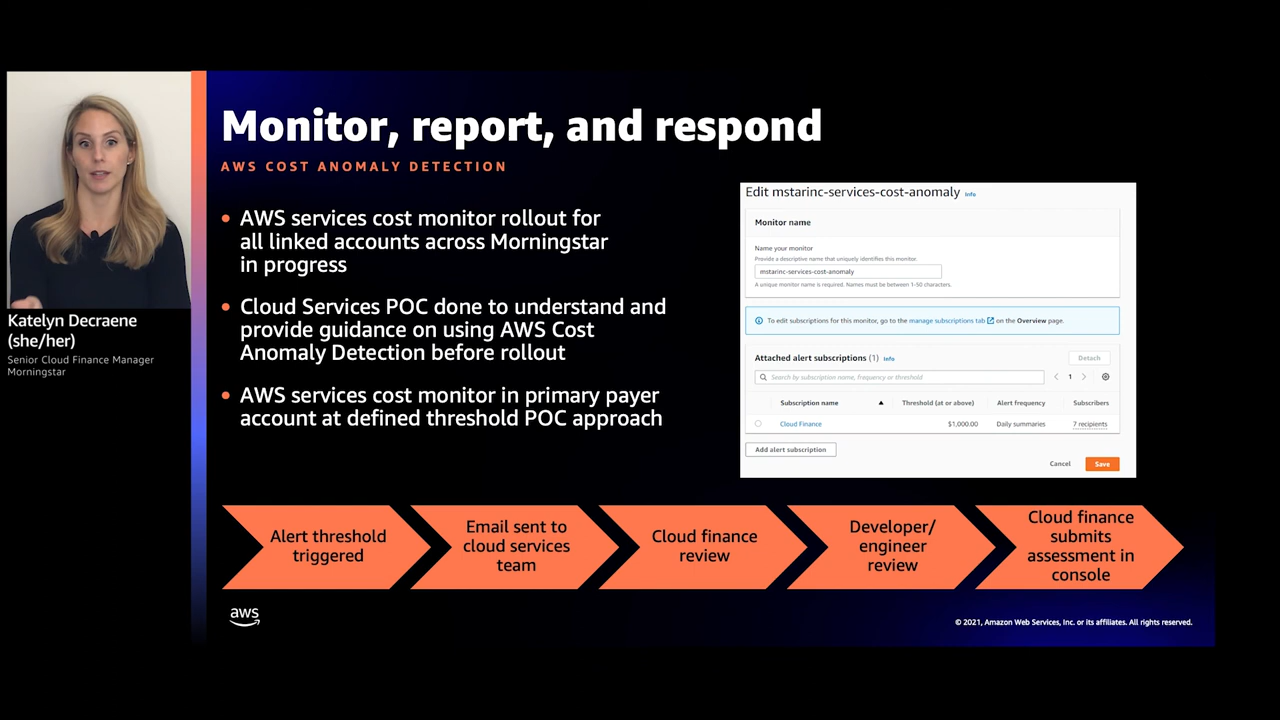 Monitor, report, and respond
AWS COST ANOMALY DETECTION
• AWS services cost monitor rollout for
all linked accounts across Morningstar
in progress
• Cloud Services POC done to understand and
provide guidance on using AWS Cost
Anomaly Detection before rollout
• AWS services cost monitor in primary payer
account at defined threshold POC approach
Katelyn Decraene
(she/her)
Senior Cloud Finance Manager
Morningstar
Edit mstarinc-services-cost-anomaly Info
Monitor name
Name your monitor
Provide a descriptive name that uniquely identifies this monitor.
mstarinc-services-cost-anomaly
A unique monitor name is required. Names must be between 1-50 characters.
To edit subscriptions for this monitor, go to the manage subscriptions tab on the Overview page.
Attached alert subscriptions (1) Info
Detach
Search by subscription name, frequency or threshold
1
Subscription name Threshold (at or above) Alert frequency Subscribers
Cloud Finance $1,000.00 Daily summaries 7 recipients
Add alert subscription
Cancel Save
Alert threshold
triggered
Email sent to
cloud services
team
Cloud finance
review
Developer/
engineer
review
Cloud finance
submits
assessment in
console
aws
© 2021, Amazon Web Services, Inc. or its affiliates. All rights reserved.